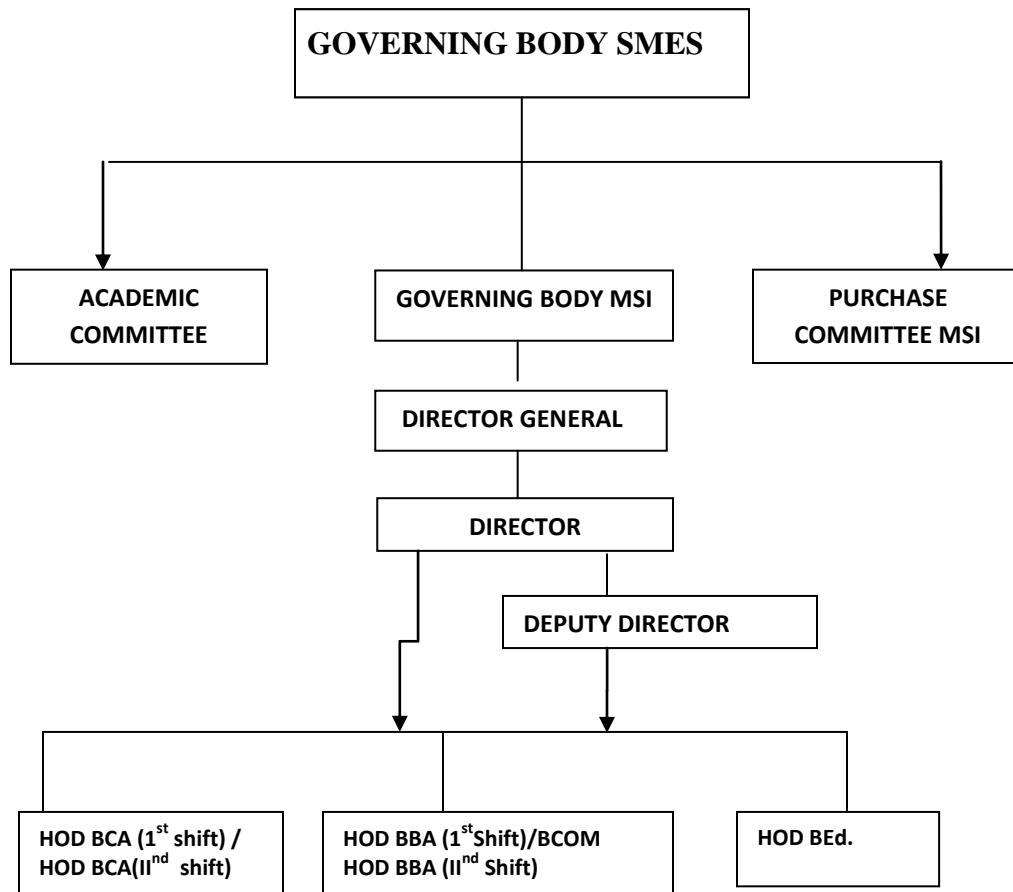 GOVERNING BODY SMES
ACADEMIC
COMMITTEE
GOVERNING BODY MSI
PURCHASE
COMMITTEE MSI
DIRECTOR GENERAL
DIRECTOR
DEPUTY DIRECTOR
HOD BCA (1st shift) /
HOD BCA(IInd shift)
HOD BBA (1stShift)/BCOM
HOD BBA (IInd Shift)
HOD BEd.